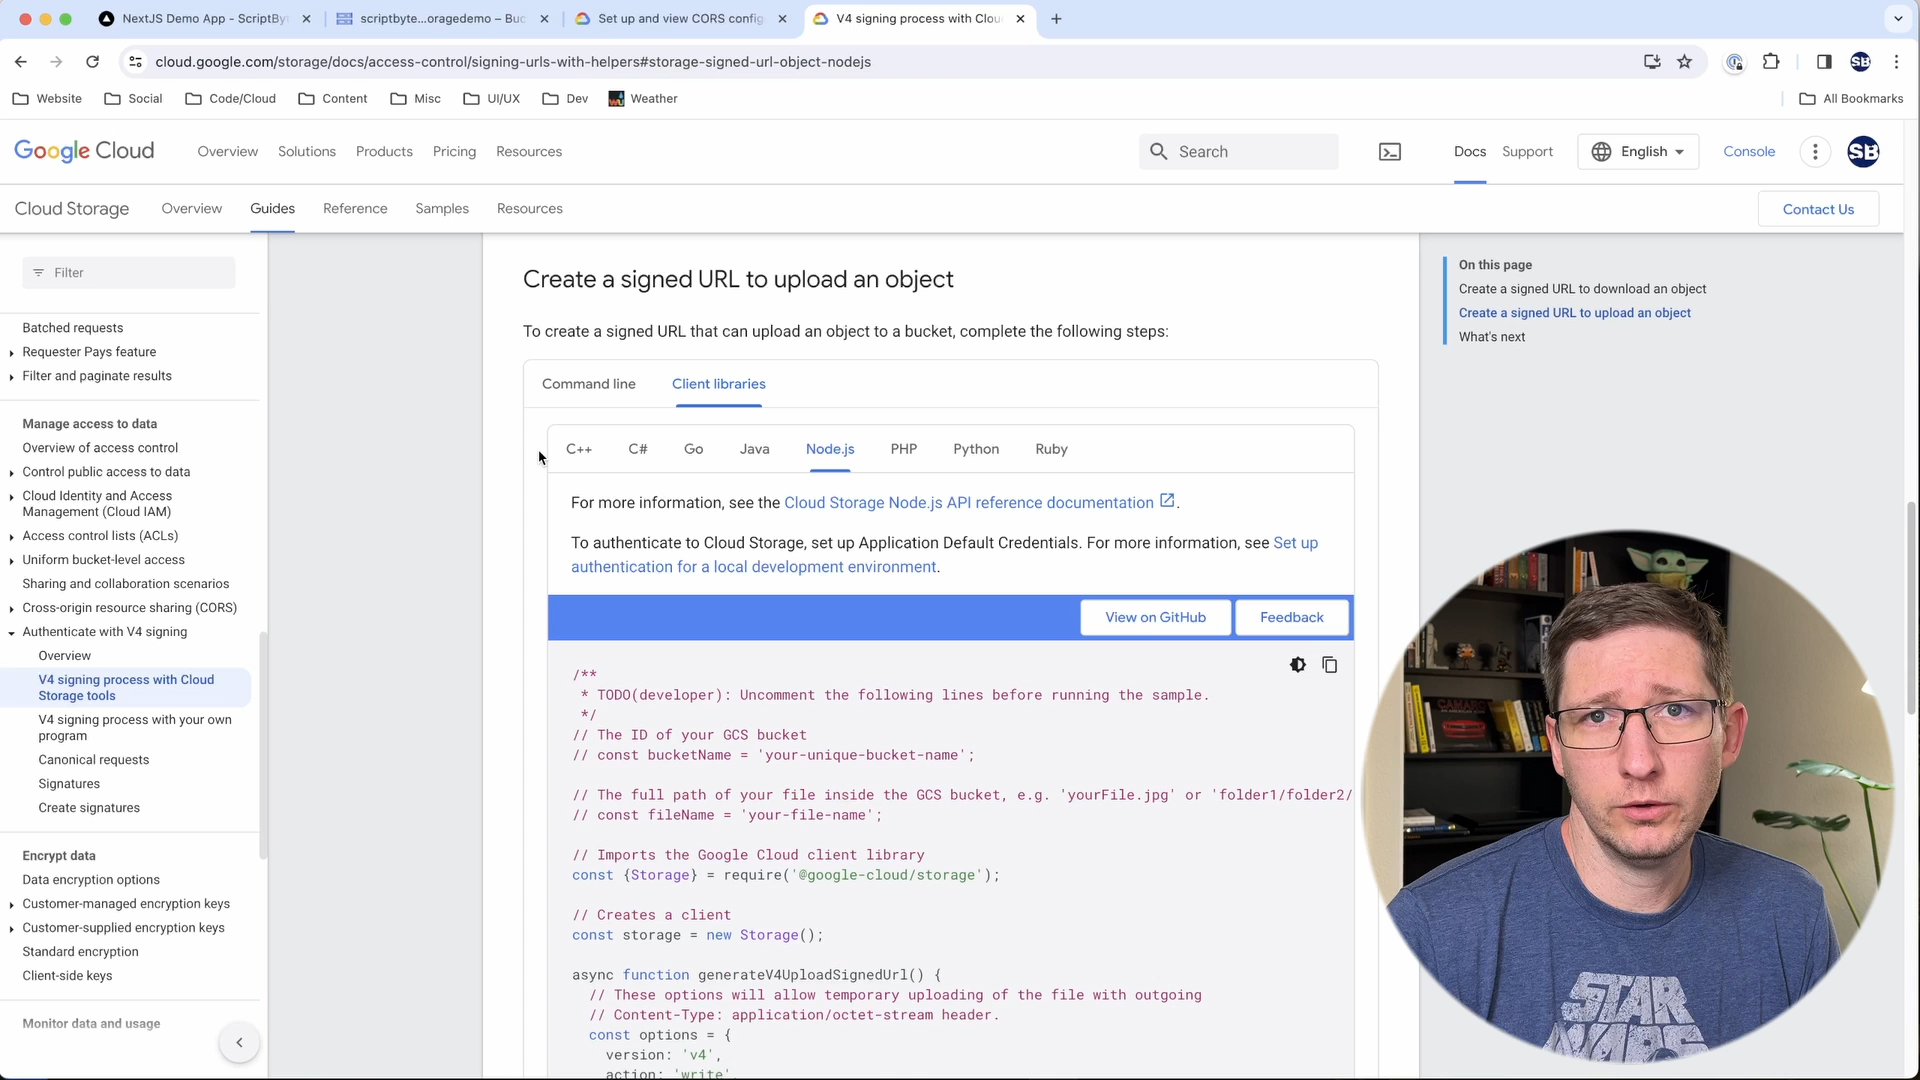 NextJS Demo App - ScriptBy
scriptbyte...oragedemo – Buc
Set up and view CORS config
V4 signing process with Clou
cloud.google.com/storage/docs/access-control/signing-urls-with-helpers#storage-signed-url-object-nodejs
SB
Website
Social
Code/Cloud
Content
Misc
UI/UX
Dev
Weather
All Bookmarks
Google Cloud
Overview
Solutions
Products
Pricing
Resources
Search
Docs
Support
English
Console
SB
Cloud Storage
Overview
Guides
Reference
Samples
Resources
Contact Us
Filter
Batched requests
Requester Pays feature
Filter and paginate results
Manage access to data
Overview of access control
Control public access to data
Cloud Identity and Access
Management (Cloud IAM)
Access control lists (ACLs)
Uniform bucket-level access
Sharing and collaboration scenarios
Cross-origin resource sharing (CORS)
Authenticate with V4 signing
Overview
V4 signing process with Cloud
Storage tools
V4 signing process with your own
program
Canonical requests
Signatures
Create signatures
Encrypt data
Data encryption options
Customer-managed encryption keys
Customer-supplied encryption keys
Standard encryption
Client-side keys
Monitor data and usage
Create a signed URL to upload an object
To create a signed URL that can upload an object to a bucket, complete the following steps:
Command line
Client libraries
C++
C#
Go
Java
Node.js
PHP
Python
Ruby
For more information, see the Cloud Storage Node.js API reference documentation.
To authenticate to Cloud Storage, set up Application Default Credentials. For more information, see Set up
authentication for a local development environment.
View on GitHub
Feedback
/**
* TODO(developer): Uncomment the following lines before running the sample.
*/
// The ID of your GCS bucket
// const bucketName = 'your-unique-bucket-name';
// The full path of your file inside the GCS bucket, e.g. 'yourFile.jpg' or 'folder1/folder2/
// const fileName = 'your-file-name';
// Imports the Google Cloud client library
const {Storage} = require('@google-cloud/storage');
// Creates a client
const storage = new Storage();
async function generateV4UploadSignedUrl() {
// These options will allow temporary uploading of the file with outgoing
// Content-Type: application/octet-stream header.
const options = {
version: 'v4',
action: 'write',
On this page
Create a signed URL to download an object
Create a signed URL to upload an object
What's next
CAMARO
STAR
WARS